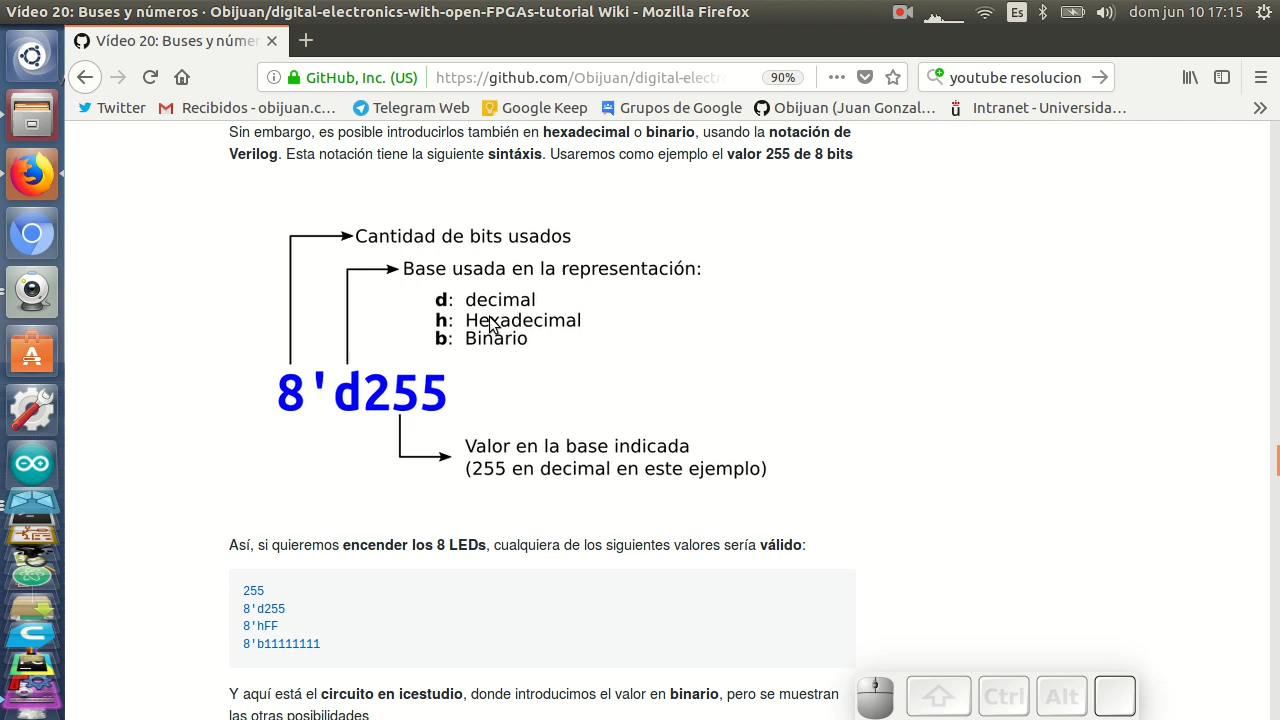 Vídeo 20: Buses y números · Obijuan/digital-electronics-with-open-FPGAs-tutorial Wiki - Mozilla Firefox
Es
dom jun 10 17:15
Vídeo 20: Buses y númer
GitHub, Inc. (US)
https://github.com/Obijuan/digital-electr
90%
youtube resolucion
Twitter
Recibidos - obijuan.c…
Telegram Web
Google Keep
Grupos de Google
Obijuan (Juan Gonzal…
Intranet - Universida…
Sin embargo, es posible introducirlos también en hexadecimal o binario, usando la notación de
Verilog. Esta notación tiene la siguiente sintáxis. Usaremos como ejemplo el valor 255 de 8 bits
Cantidad de bits usados
Base usada en la representación:
d: decimal
h: Hexadecimal
b: Binario
8'd255
Valor en la base indicada
(255 en decimal en este ejemplo)
Así, si quieremos encender los 8 LEDs, cualquiera de los siguientes valores sería válido:
255
8'd255
8'hFF
8'b11111111
Y aquí está el circuito en icestudio, donde introducimos el valor en binario, pero se muestran
las otras posibilidades
Ctrl
Alt